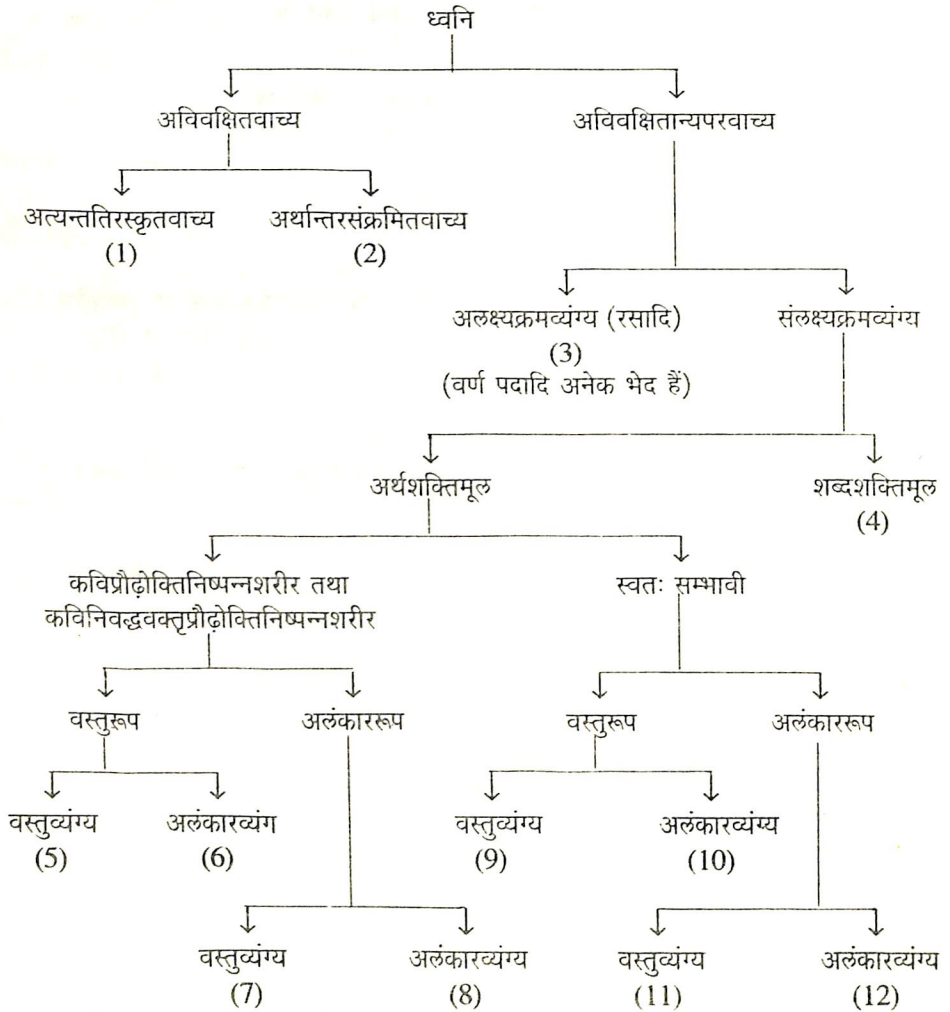 ध्वनि
अविवक्षितवाच्य
अविवक्षितान्यपरवाच्य
अत्यन्ततिरस्कृतवाच्य
(1)
अर्थान्तरसंक्रमितवाच्य
(2)
अलक्ष्यक्रमव्यंग्य (रसादि)
(3)
(वर्ण पदादि अनेक भेद हैं)
संलक्ष्यक्रमव्यंग्य
अर्थशक्तिमूल
शब्दशक्तिमूल
(4)
कविप्रौढ़ोक्तिनिष्पन्नशरीर तथा
कविनिवद्धवक्तृप्रौढ़ोक्तिनिष्पन्नशरीर
स्वतः सम्भावी
वस्तुरूप
अलंकाररूप
वस्तुरूप
अलंकाररूप
वस्तुव्यंग्य
(5)
अलंकारव्यंग
(6)
वस्तुव्यंग्य
(9)
अलंकारव्यंग्य
(10)
वस्तुव्यंग्य
(7)
अलंकारव्यंग्य
(8)
वस्तुव्यंग्य
(11)
अलंकारव्यंग्य
(12)